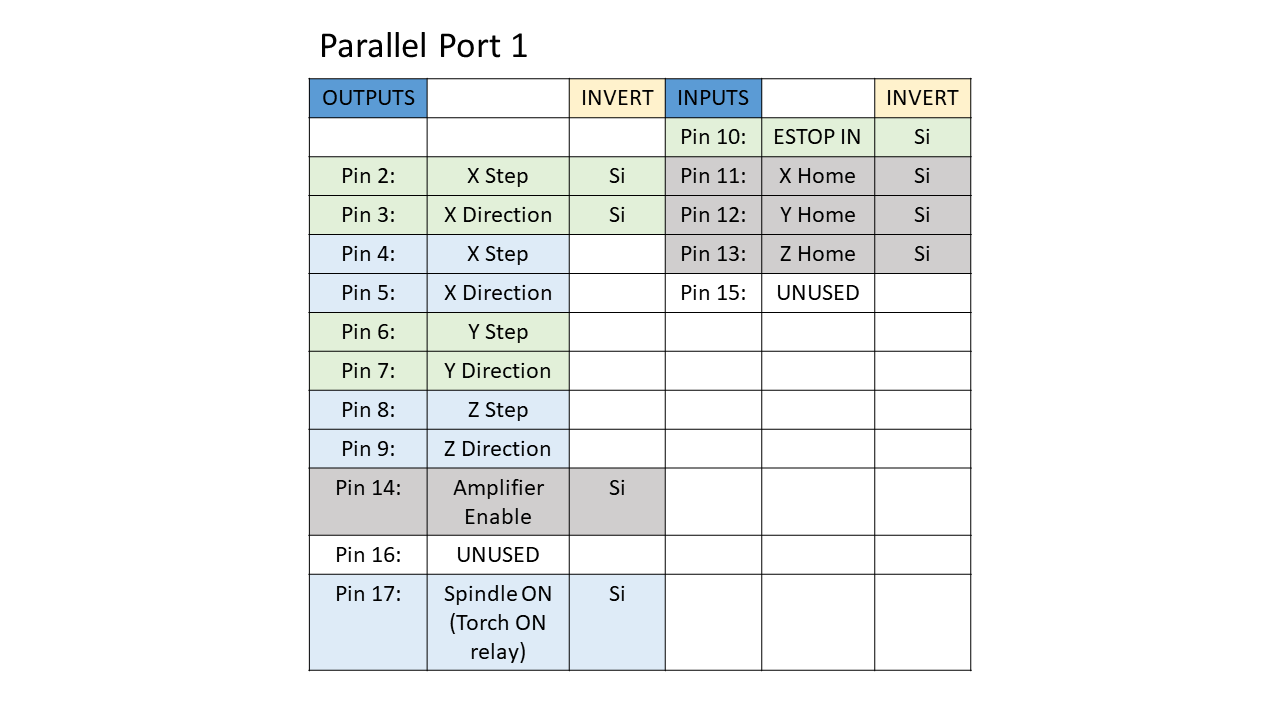 Parallel Port 1
OUTPUTS INVERT INPUTS INVERT
Pin 10: ESTOP IN Si
Pin 2: X Step Si Pin 11: X Home Si
Pin 3: X Direction Si Pin 12: Y Home Si
Pin 4: X Step Pin 13: Z Home Si
Pin 5: X Direction Pin 15: UNUSED
Pin 6: Y Step
Pin 7: Y Direction
Pin 8: Z Step
Pin 9: Z Direction
Pin 14: Amplifier Si
Enable
Pin 16: UNUSED
Pin 17: Spindle ON Si
(Torch ON
relay)